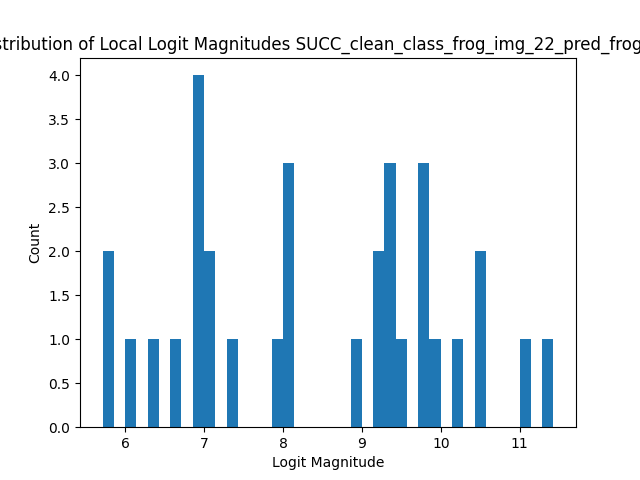 stribution of Local Logit Magnitudes SUCC_clean_class_frog_img_22_pred_frog
4.0
3.5
3.0
2.5
2.0
1.5
1.0
0.5
0.0
Count
6 7 8 9 10 11
Logit Magnitude